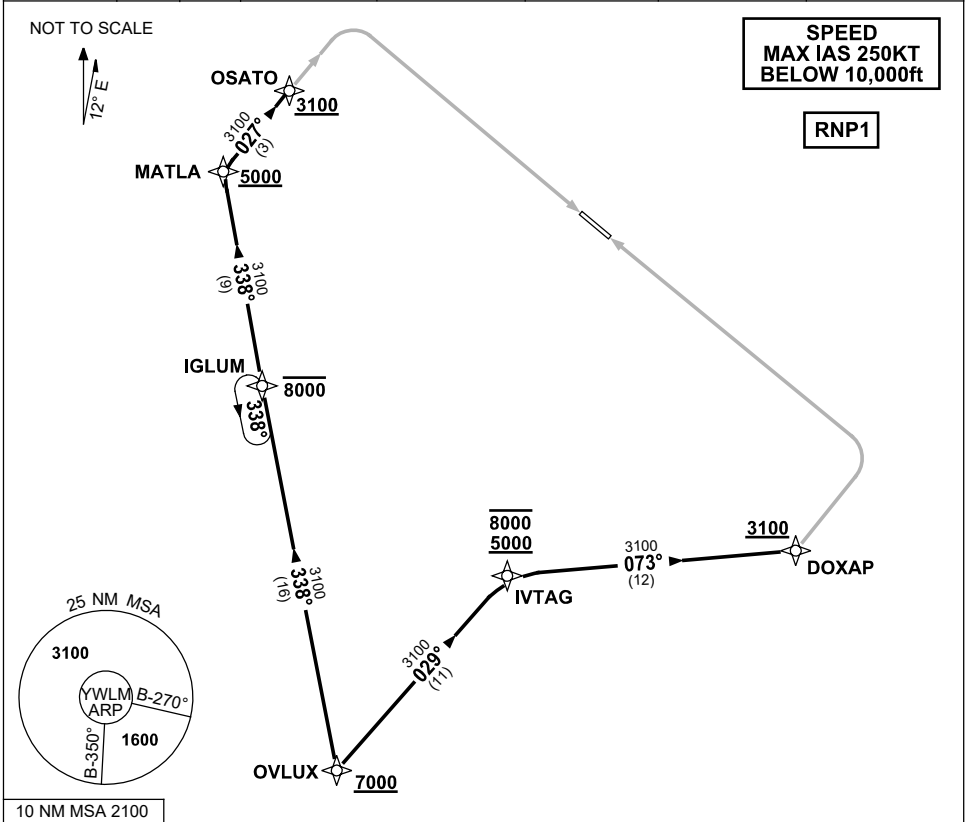 NOT TO SCALE
12° E
SPEED
MAX IAS 250KT
BELOW 10,000ft
RNP1
OSATO
3100
3100
027°
(3)
MATLA
5000
3100
338°
(9)
IGLUM
8000
338°
3100
338°
(16)
8000
5000
IVTAG
3100
073°
(12)
3100
DOXAP
3100
029°
(11)
OVLUX
7000
25 NM MSA
3100
YWLM
ARP
B-270°
B-350°
1600
10 NM MSA 2100